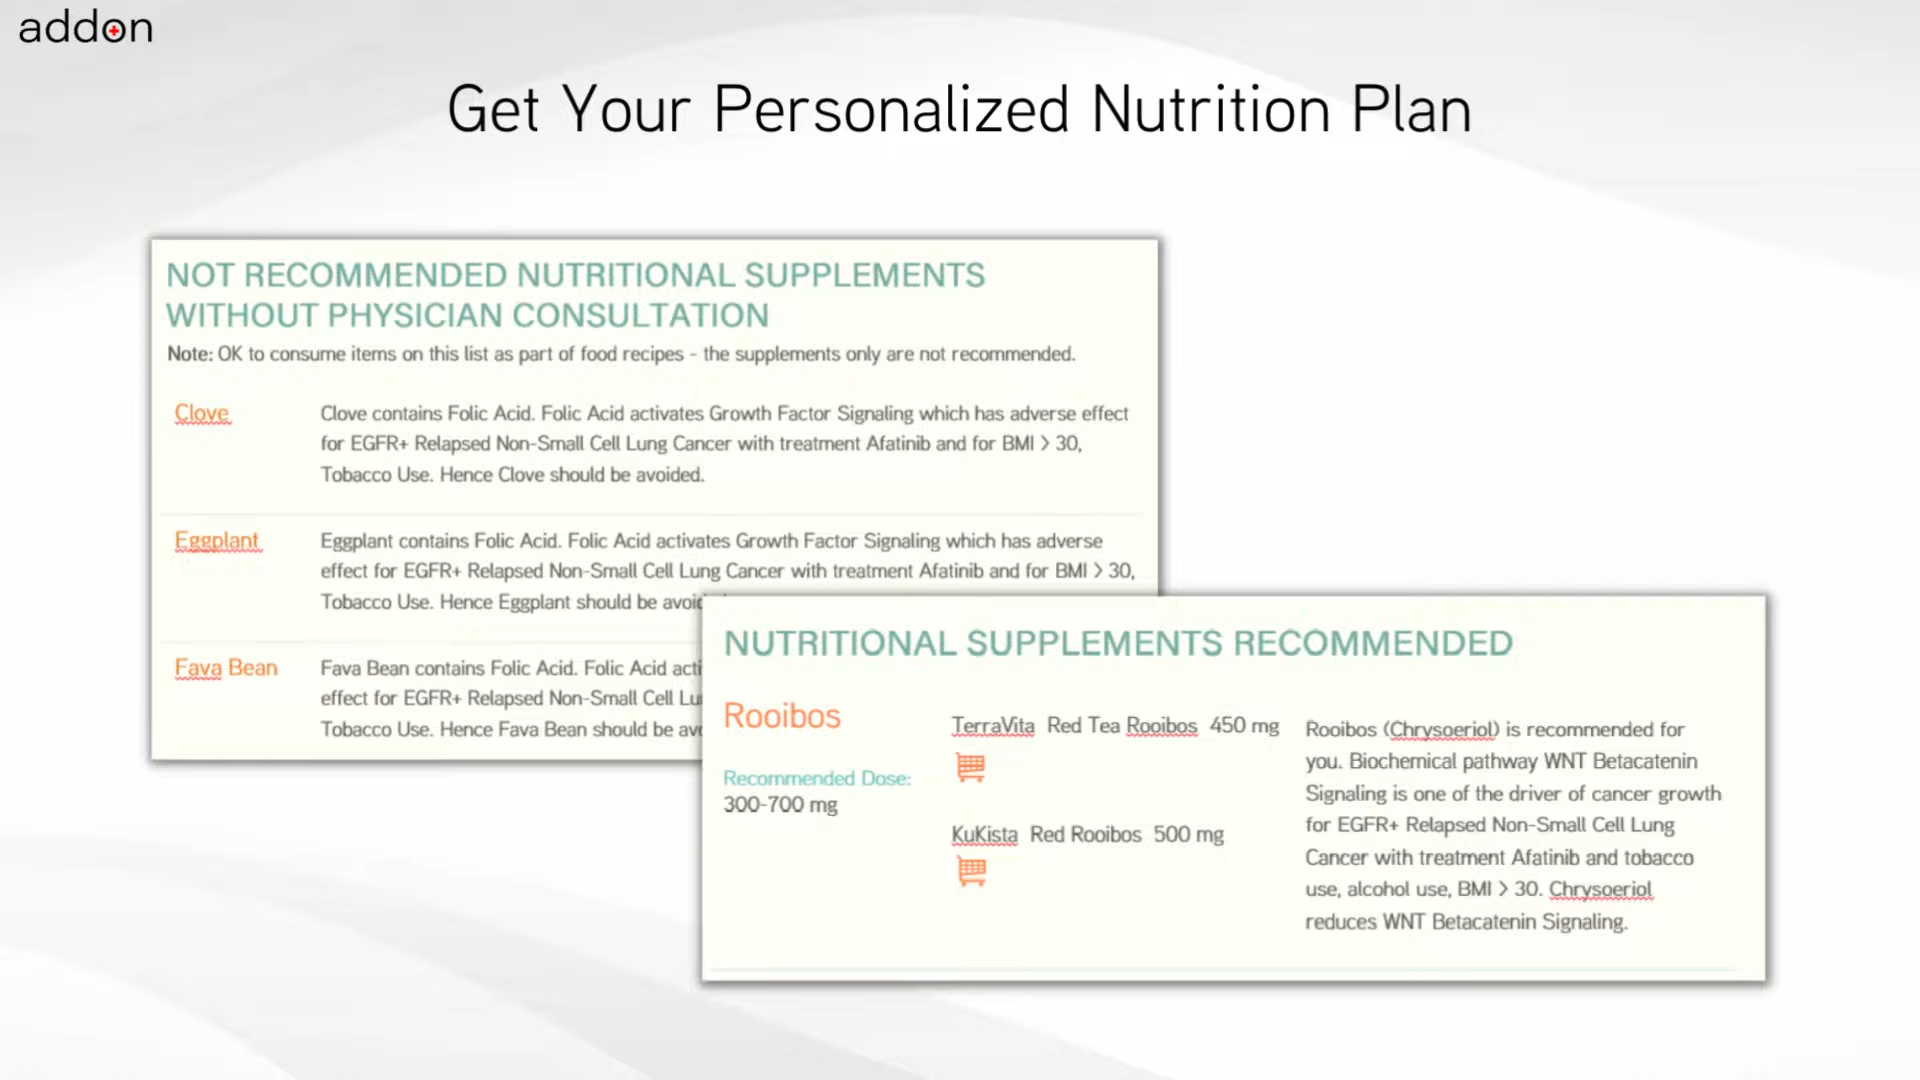 addon
Get Your Personalized Nutrition Plan
NOT RECOMMENDED NUTRITIONAL SUPPLEMENTS
WITHOUT PHYSICIAN CONSULTATION
Note: OK to consume items on this list as part of food recipes - the supplements only are not recommended.
Clove
Clove contains Folic Acid. Folic Acid activates Growth Factor Signaling which has adverse effect
for EGFR+ Relapsed Non-Small Cell Lung Cancer with treatment Afatinib and for BMI > 30,
Tobacco Use. Hence Clove should be avoided.
Eggplant
Eggplant contains Folic Acid. Folic Acid activates Growth Factor Signaling which has adverse
effect for EGFR+ Relapsed Non-Small Cell Lung Cancer with treatment Afatinib and for BMI > 30,
Tobacco Use. Hence Eggplant should be
Fava Bean
Fava Bean contains Folic Acid. Folic Acid
effect for EGFR+ Relapsed Non-Small Cell
Tobacco Use. Hence Fava Bean should be
NUTRITIONAL SUPPLEMENTS RECOMMENDED
Rooibos
Recommended Dose:
300-700 mg
TerraVita Red Tea Rooibos 450 mg
KuKista Red Rooibos 500 mg
Rooibos (Chrysoeriol) is recommended for
you. Biochemical pathway WNT Betacatenin
Signaling is one of the driver of cancer growth
for EGFR+ Relapsed Non-Small Cell Lung
Cancer with treatment Afatinib and tobacco
use, alcohol use, BMI > 30. Chrysoeriol
reduces WNT Betacatenin Signaling.